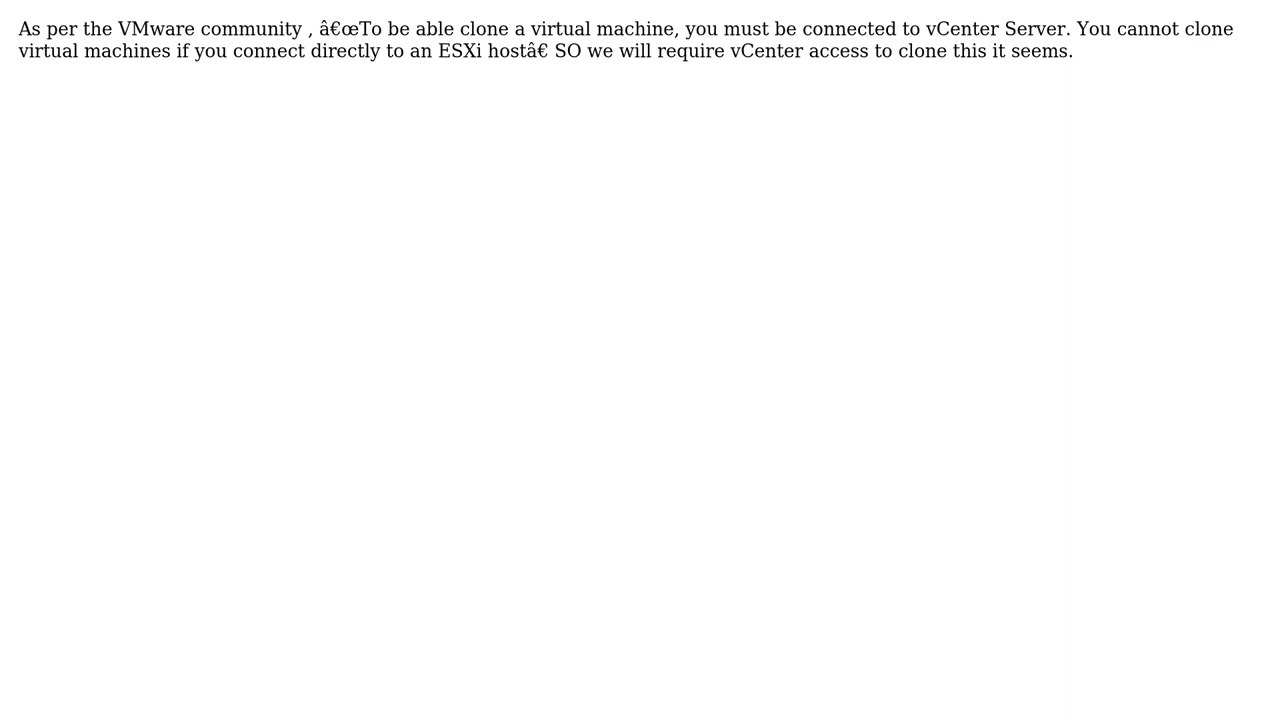 As per the VMware community , â€œTo be able clone a virtual machine, you must be connected to vCenter Server. You cannot clone
virtual machines if you connect directly to an ESXi hostâ€ SO we will require vCenter access to clone this it seems.